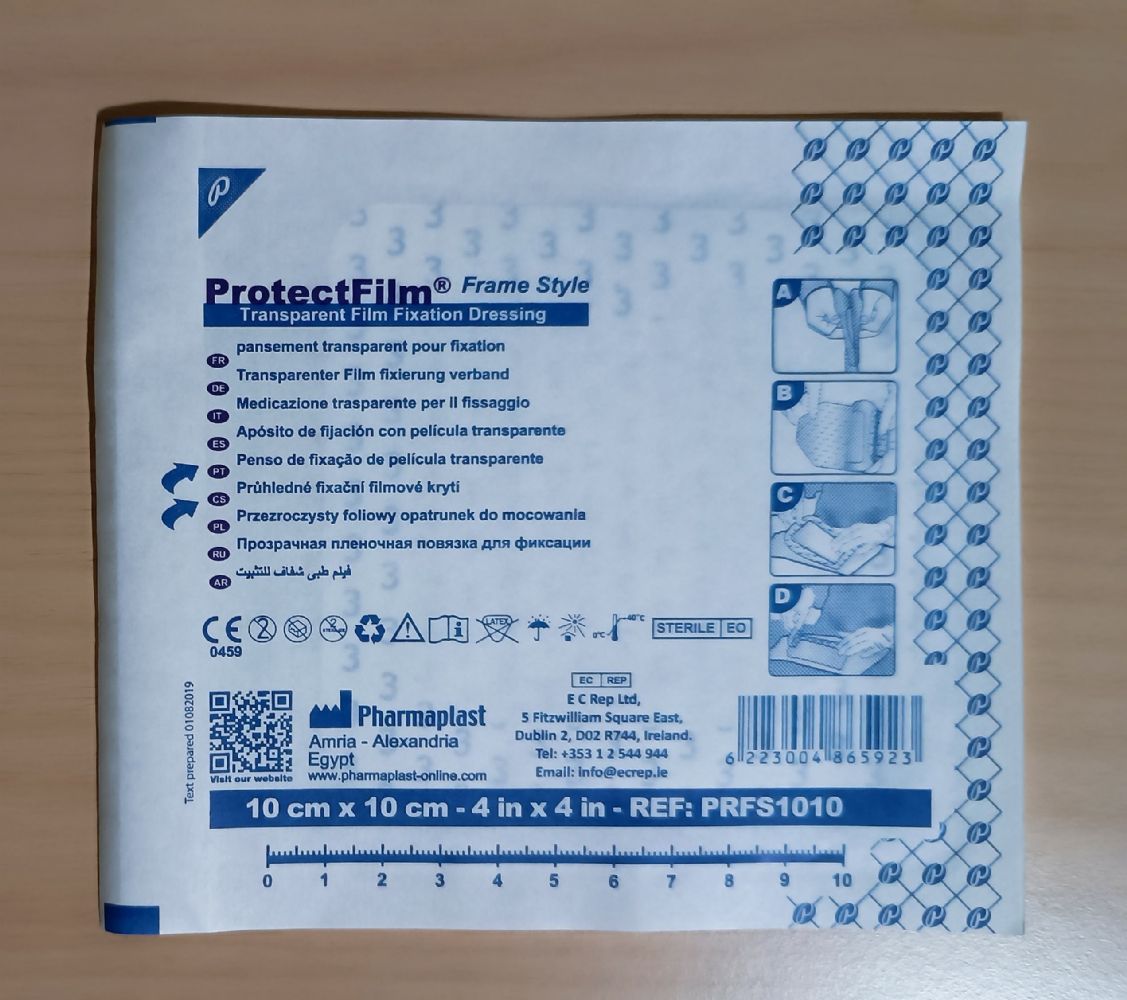 ProtectFilm® Frame Style
Transparent Film Fixation Dressing
FR pansement transparent pour fixation
DE Transparenter Film fixierung verband
IT Medicazione trasparente per Il fissaggio
ES Apósito de fijación con película transparente
PT Penso de fixação de película transparente
CS Průhledné fixační filmové krytí
PL Przezroczysty foliowy opatrunek do mocowania
RU Прозрачная пленочная повязка для фиксации
AR فيلم طبى شفاف للتثبيت
A
B
C
D
CE 2 2 LATEX 0°C 40°C STERILE EO
0459
Text prepared 01082019
Visit our website
Pharmaplast
Amria - Alexandria
Egypt
www.pharmaplast-online.com
EC REP
E C Rep Ltd,
5 Fitzwilliam Square East,
Dublin 2, D02 R744, Ireland.
Tel: +353 1 2 544 944
Email: info@ecrep.ie
6 223004 865923
10 cm x 10 cm - 4 in x 4 in - REF: PRFS1010
0 1 2 3 4 5 6 7 8 9 10